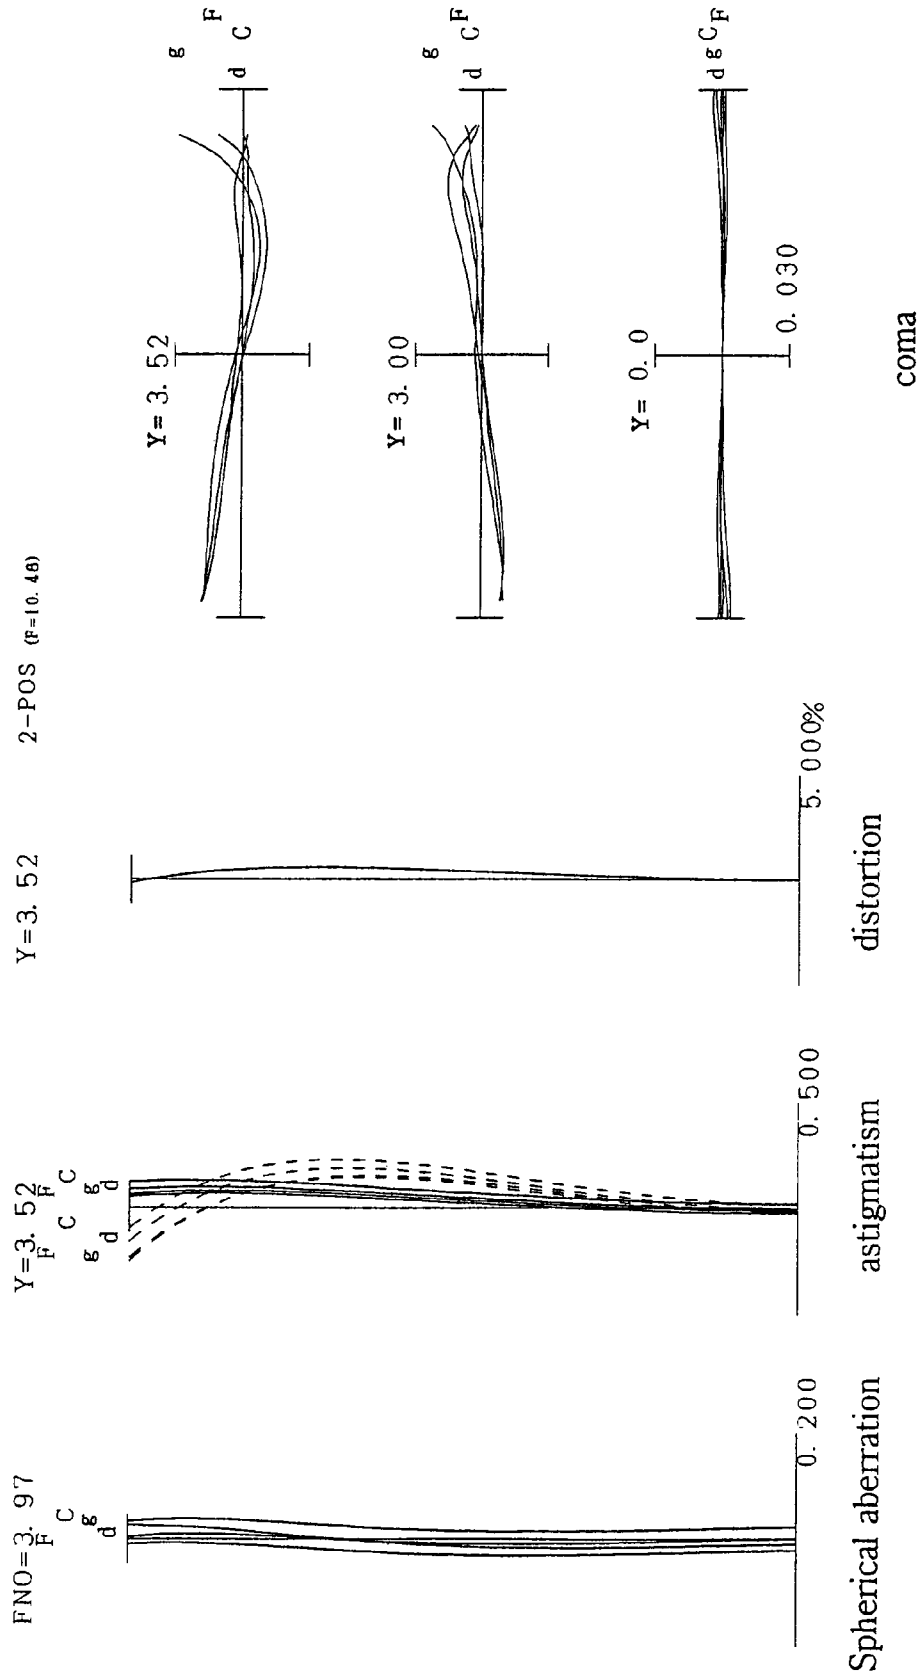 FNO=3. 97
F
C
g
d
0. 200
Spherical aberration
Y=3. 52
F F
C C
g g
d d
0. 500
astigmatism
Y=3. 52
5. 000%
distortion
2-POS (F=10. 46)
Y=3. 52
g
F
C
d
Y=3. 00
g
F
C
d
Y= 0. 0
d g C F
0. 030
coma